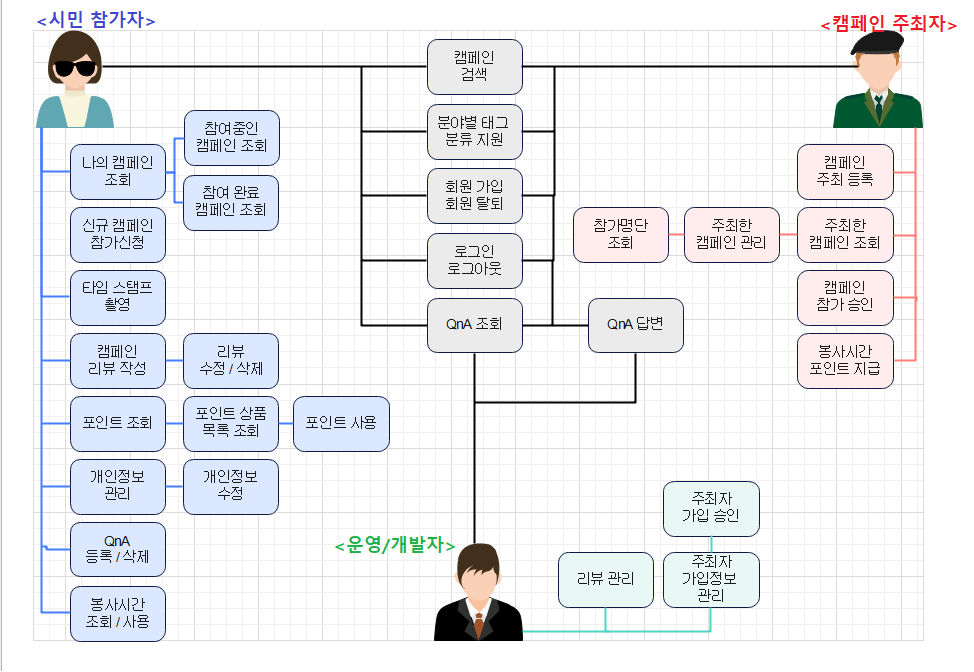 <시민 참가자>
<캠페인 주최자>
캠페인
검색
분야별 태그
분류 지원
회원 가입
회원 탈퇴
로그인
로그아웃
QnA 조회
QnA 답변
나의 캠페인
조회
참여중인
캠페인 조회
참여 완료
캠페인 조회
신규 캠페인
참가신청
타임 스탬프
촬영
캠페인
리뷰 작성
리뷰
수정 / 삭제
포인트 조회
포인트 상품
목록 조회
포인트 사용
개인정보
관리
개인정보
수정
QnA
등록 / 삭제
봉사시간
조회 / 사용
캠페인
주최 등록
참가명단
조회
주최한
캠페인 관리
주최한
캠페인 조회
캠페인
참가 승인
봉사시간
포인트 지급
<운영/개발자>
주최자
가입 승인
리뷰 관리
주최자
가입정보
관리